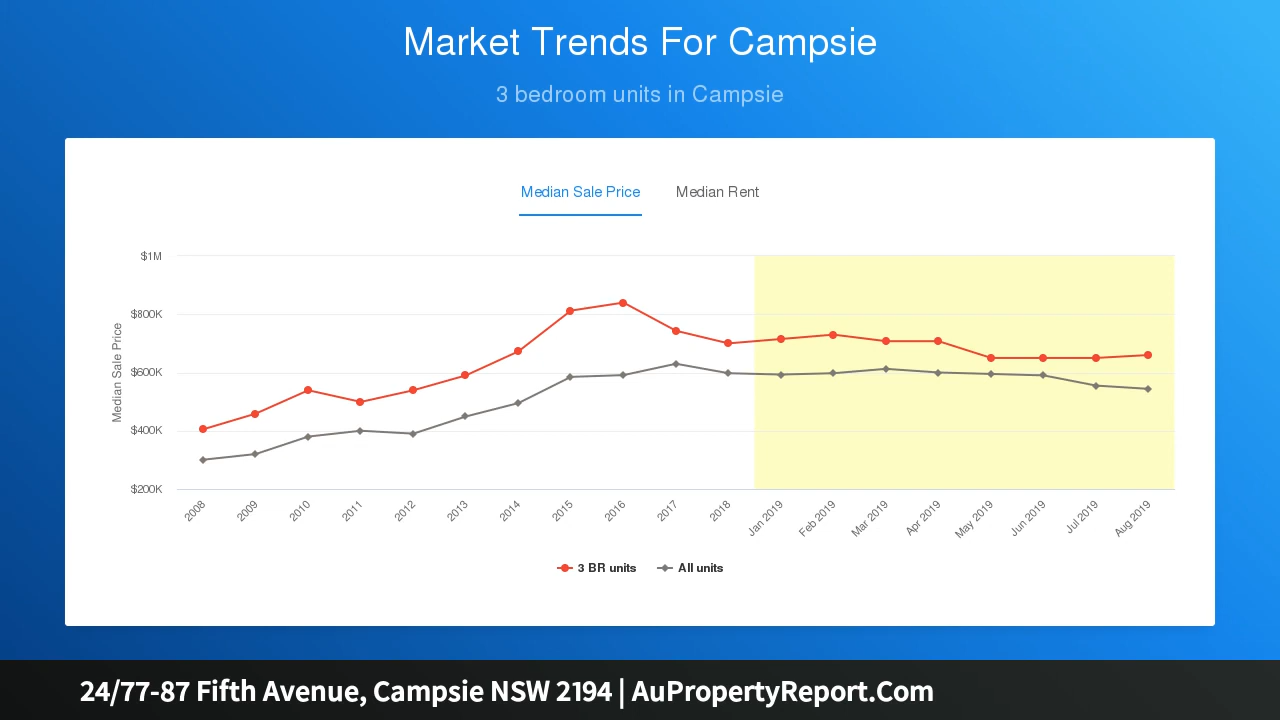 Market Trends For Campsie
3 bedroom units in Campsie
Median Sale Price Median Rent
$1M
$800K
$600K
$400K
$200K
Median Sale Price
2008 2009 2010 2011 2012 2013 2014 2015 2016 2017 2018 Jan 2019 Feb 2019 Mar 2019 Apr 2019 May 2019 Jun 2019 Jul 2019 Aug 2019
3 BR units All units
24/77-87 Fifth Avenue, Campsie NSW 2194 | AuPropertyReport.Com